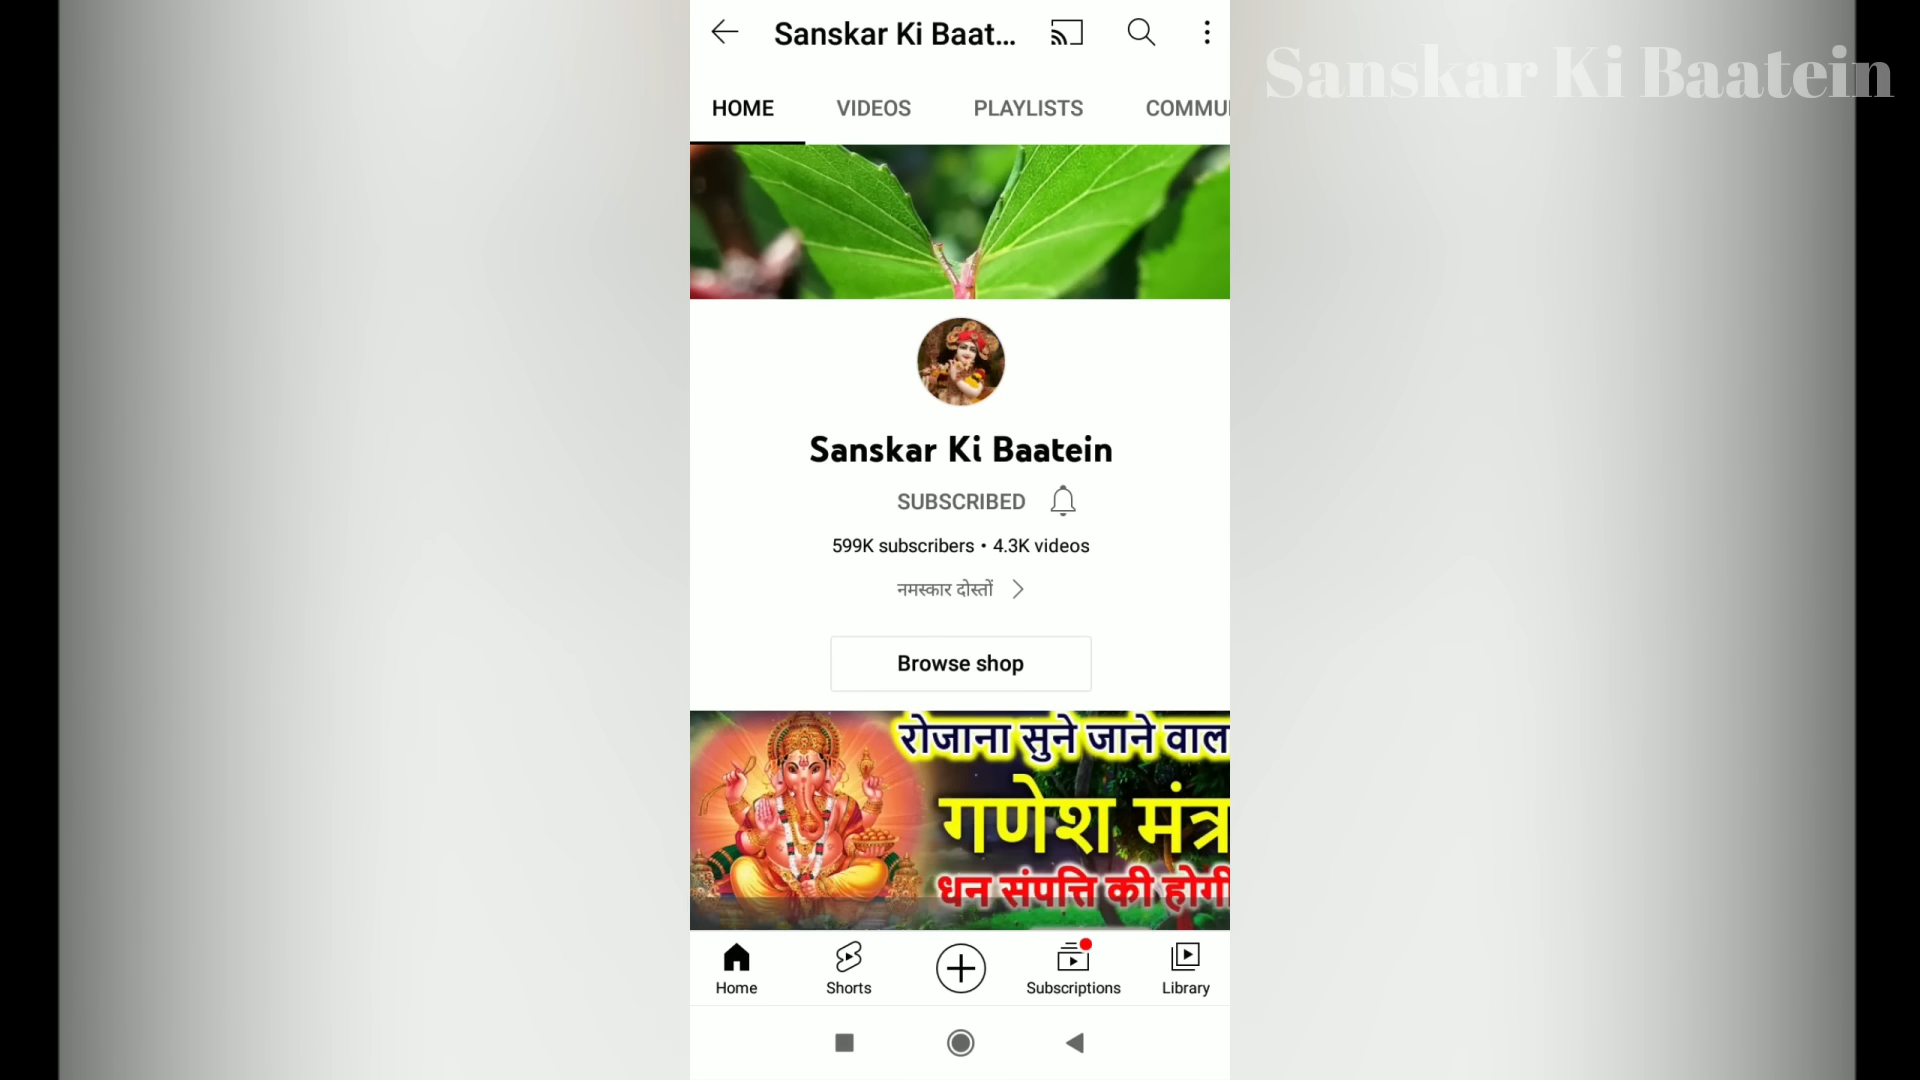 Sanskar Ki Baat...
Sanskar Ki Baatein
HOME VIDEOS PLAYLISTS COMMU
Sanskar Ki Baatein
SUBSCRIBED
599K subscribers • 4.3K videos
नमस्कार दोस्तों
Browse shop
रोजाना सुने जाने वाल
गणेश मंत्र
धन संपत्ति की होगी
Home Shorts Subscriptions Library